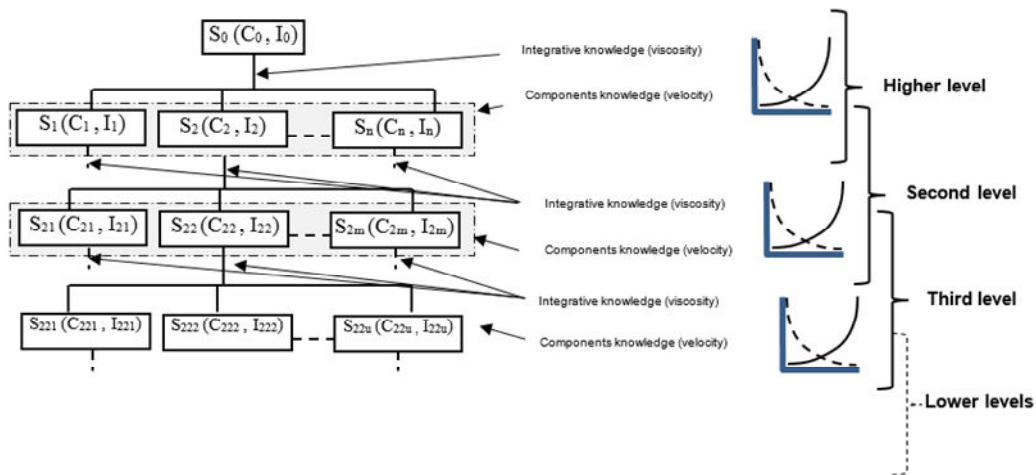 S₀ (C₀ , I₀)
Integrative knowledge (viscosity)
Higher level
Components knowledge (velocity)
S₁ (C₁ , I₁)
S₂ (C₂ , I₂)
Sₙ (Cₙ , Iₙ)
Second level
Integrative knowledge (viscosity)
S₂₁ (C₂₁ , I₂₁)
S₂₂ (C₂₂ , I₂₂)
S₂ₘ (C₂ₘ , I₂ₘ)
Components knowledge (velocity)
Third level
Integrative knowledge (viscosity)
S₂₂₁ (C₂₂₁ , I₂₂₁)
S₂₂₂ (C₂₂₂ , I₂₂₂)
S₂₂ᵤ (C₂₂ᵤ , I₂₂ᵤ)
Components knowledge (velocity)
Lower levels